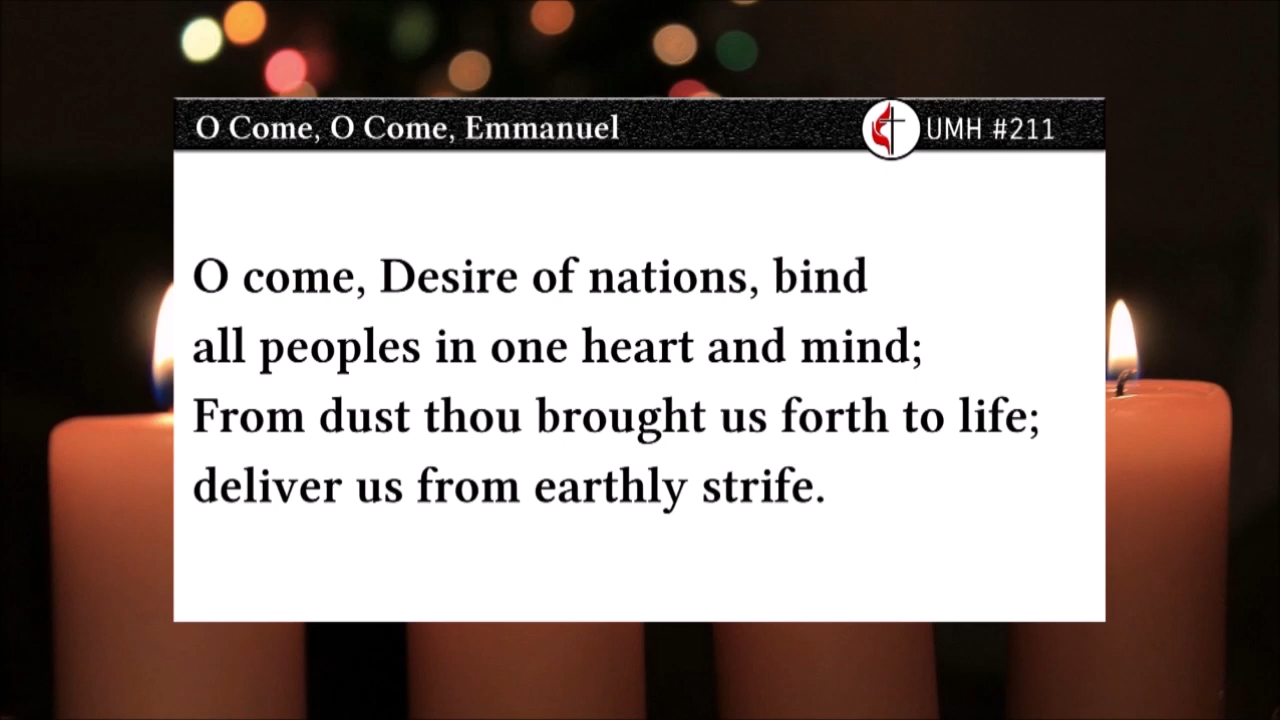 O Come, O Come, Emmanuel
UMH #211
O come, Desire of nations, bind
all peoples in one heart and mind;
From dust thou brought us forth to life;
deliver us from earthly strife.